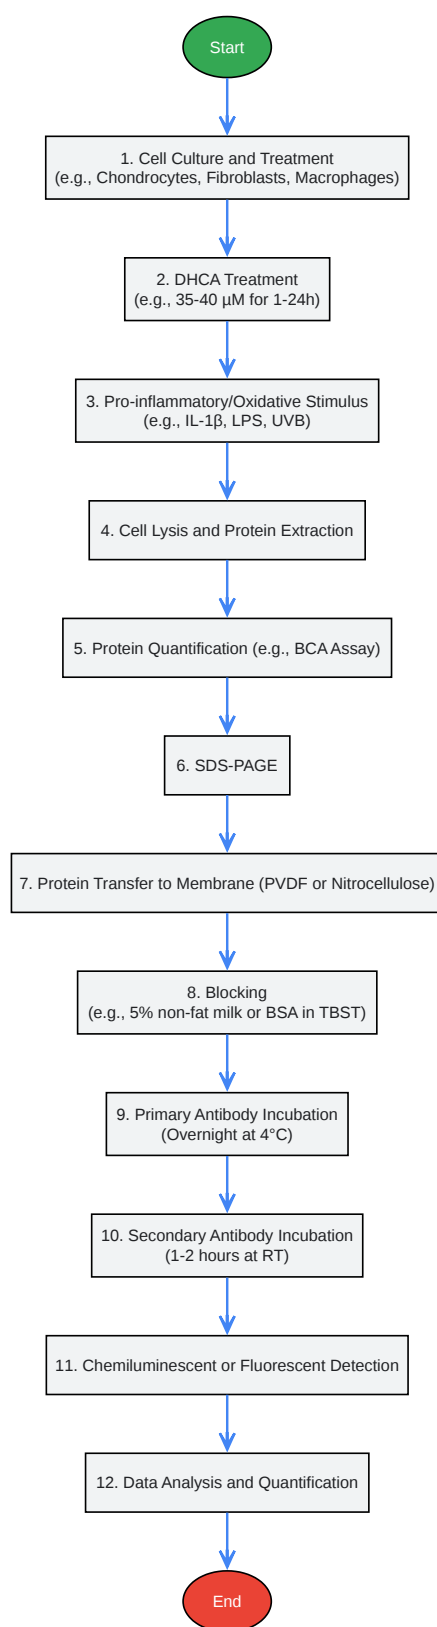 Start
1. Cell Culture and Treatment
(e.g., Chondrocytes, Fibroblasts, Macrophages)
2. DHCA Treatment
(e.g., 35-40 µM for 1-24h)
3. Pro-inflammatory/Oxidative Stimulus
(e.g., IL-1β, LPS, UVB)
4. Cell Lysis and Protein Extraction
5. Protein Quantification (e.g., BCA Assay)
6. SDS-PAGE
7. Protein Transfer to Membrane (PVDF or Nitrocellulose)
8. Blocking
(e.g., 5% non-fat milk or BSA in TBST)
9. Primary Antibody Incubation
(Overnight at 4°C)
10. Secondary Antibody Incubation
(1-2 hours at RT)
11. Chemiluminescent or Fluorescent Detection
12. Data Analysis and Quantification
End